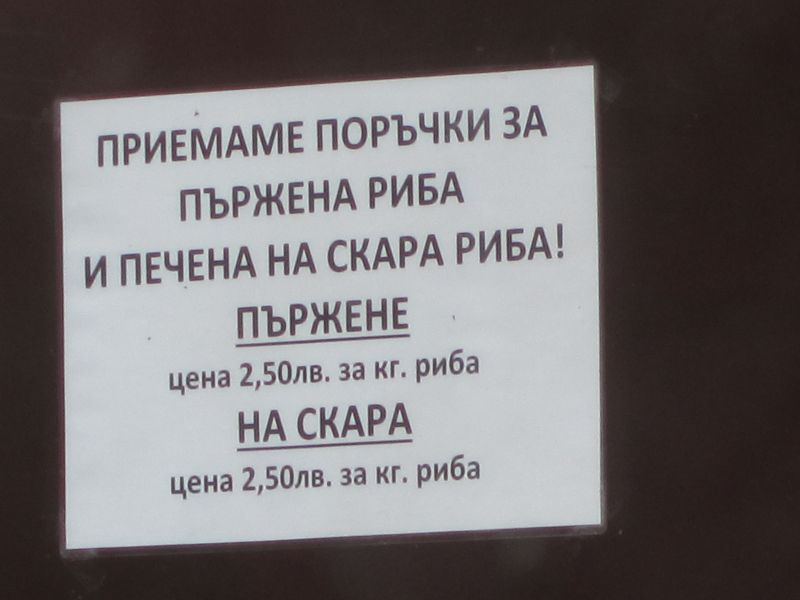 ПРИЕМАМЕ ПОРЪЧКИ ЗА
ПЪРЖЕНА РИБА
И ПЕЧЕНА НА СКАРА РИБА!
ПЪРЖЕНЕ
цена 2,50лв. за кг. риба
НА СКАРА
цена 2,50лв. за кг. риба